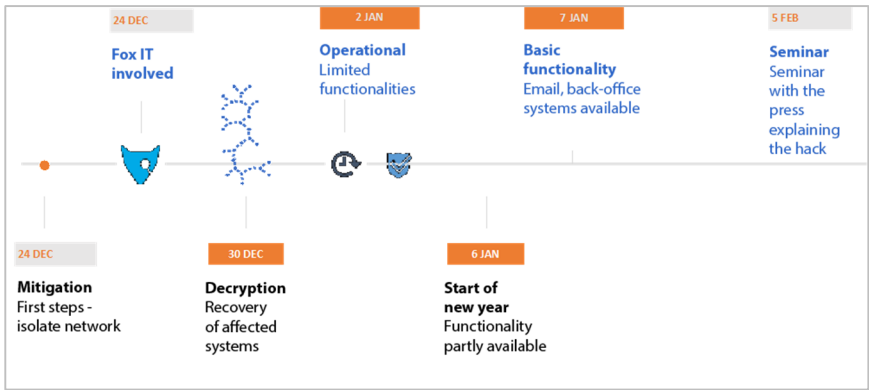 24 DEC
Fox IT
involved
2 JAN
Operational
Limited
functionalities
7 JAN
Basic
functionality
Email, back-office
systems available
5 FEB
Seminar
Seminar
with the
press
explaining
the hack
24 DEC
Mitigation
First steps -
isolate network
30 DEC
Decryption
Recovery
of affected
systems
6 JAN
Start of
new year
Functionality
partly available